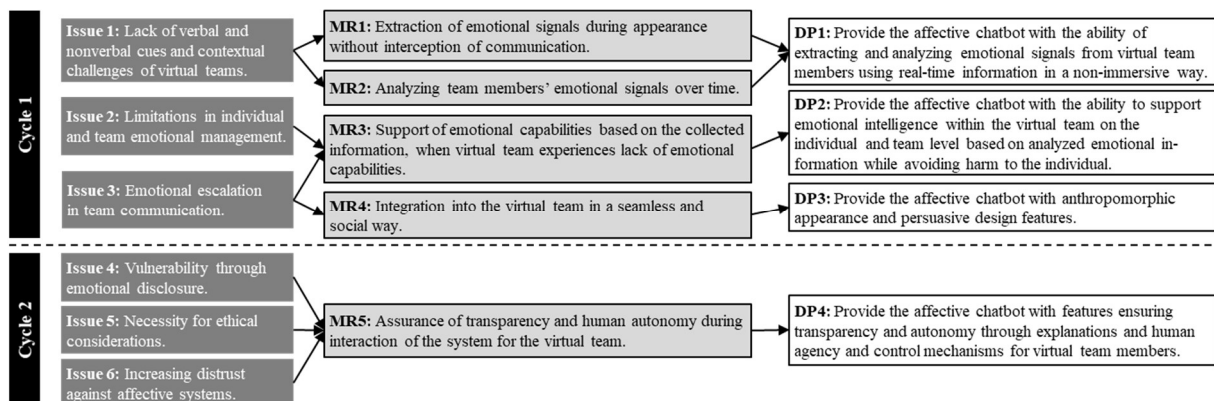 Cycle 1
Issue 1: Lack of verbal and
nonverbal cues and contextual
challenges of virtual teams.
Issue 2: Limitations in individual
and team emotional management.
Issue 3: Emotional escalation
in team communication.
MR1: Extraction of emotional signals during appearance
without interception of communication.
MR2: Analyzing team members’ emotional signals over time.
MR3: Support of emotional capabilities based on the collected
information, when virtual team experiences lack of emotional
capabilities.
MR4: Integration into the virtual team in a seamless and
social way.
DP1: Provide the affective chatbot with the ability of
extracting and analyzing emotional signals from virtual team
members using real-time information in a non-immersive way.
DP2: Provide the affective chatbot with the ability to support
emotional intelligence within the virtual team on the
individual and team level based on analyzed emotional in-
formation while avoiding harm to the individual.
DP3: Provide the affective chatbot with anthropomorphic
appearance and persuasive design features.
Cycle 2
Issue 4: Vulnerability through
emotional disclosure.
Issue 5: Necessity for ethical
considerations.
Issue 6: Increasing distrust
against affective systems.
MR5: Assurance of transparency and human autonomy during
interaction of the system for the virtual team.
DP4: Provide the affective chatbot with features ensuring
transparency and autonomy through explanations and human
agency and control mechanisms for virtual team members.